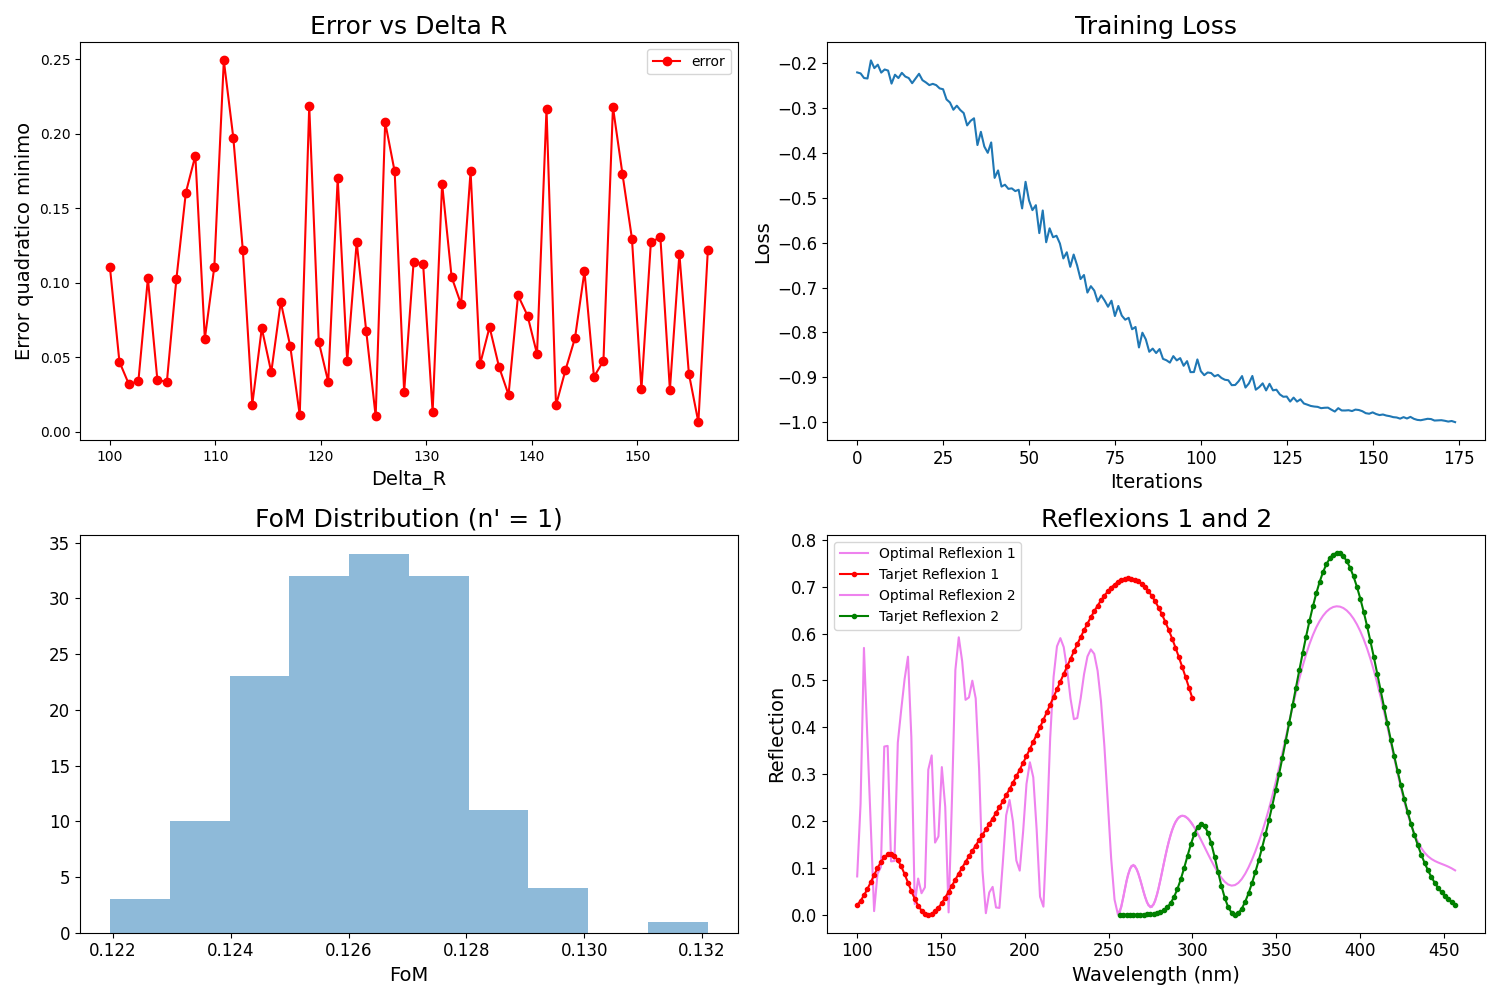 Error vs Delta R
error
Error quadratico minimo
0.25
0.20
0.15
0.10
0.05
0.00
100 110 120 130 140 150
Delta_R
Training Loss
Loss
−0.2
−0.3
−0.4
−0.5
−0.6
−0.7
−0.8
−0.9
−1.0
0 25 50 75 100 125 150 175
Iterations
FoM Distribution (n' = 1)
35
30
25
20
15
10
5
0
0.122 0.124 0.126 0.128 0.130 0.132
FoM
Reflexions 1 and 2
Optimal Reflexion 1
Tarjet Reflexion 1
Optimal Reflexion 2
Tarjet Reflexion 2
Reflection
0.8
0.7
0.6
0.5
0.4
0.3
0.2
0.1
0.0
100 150 200 250 300 350 400 450
Wavelength (nm)